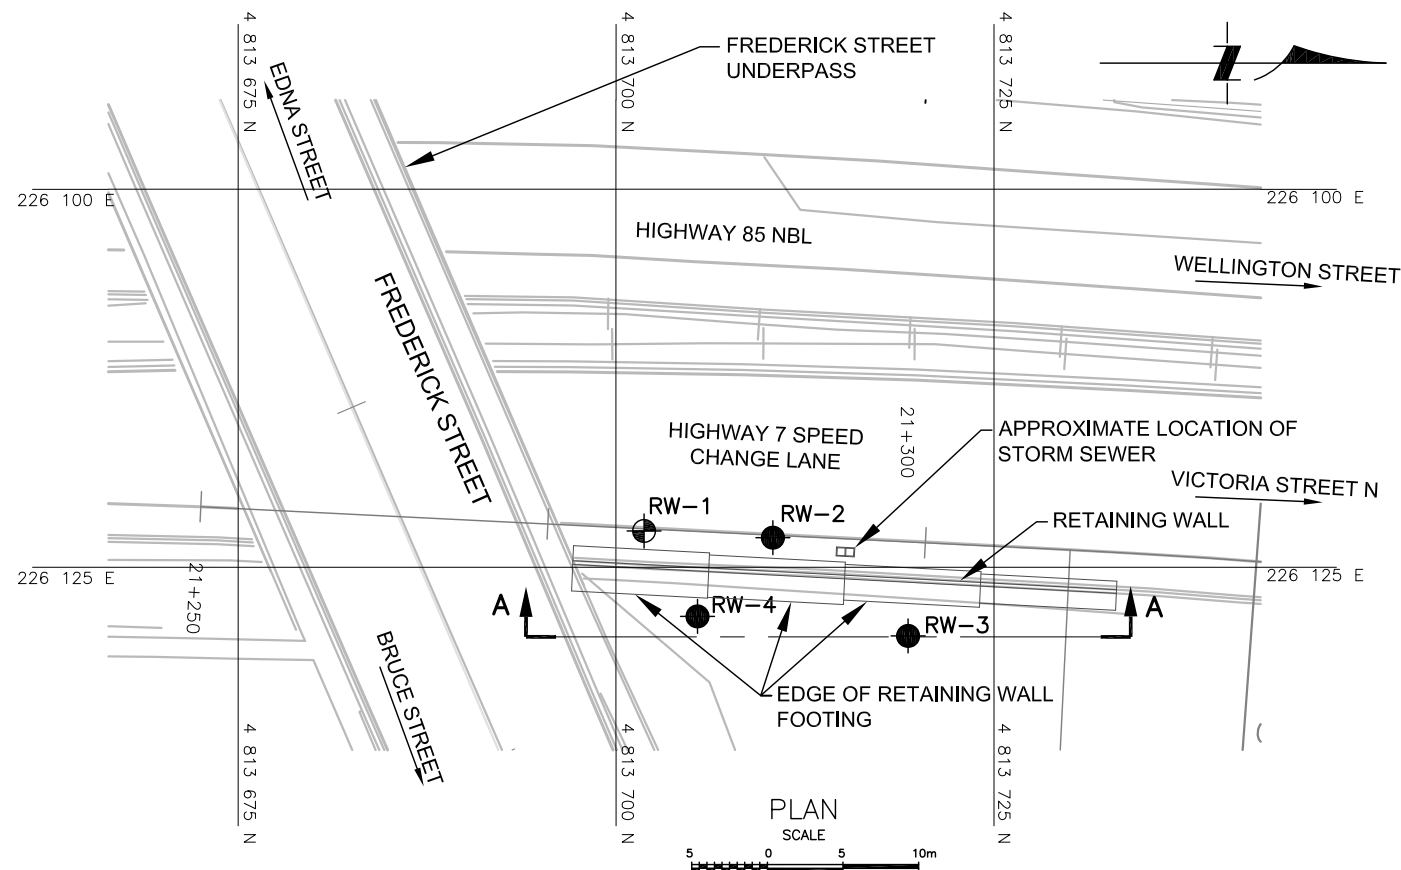 4 813 675 N
4 813 700 N
4 813 725 N
FREDERICK STREET
UNDERPASS
EDNA STREET
226 100 E
226 100 E
HIGHWAY 85 NBL
WELLINGTON STREET
FREDERICK STREET
HIGHWAY 7 SPEED
CHANGE LANE
21+300
APPROXIMATE LOCATION OF
STORM SEWER
VICTORIA STREET N
RW-1
RW-2
RETAINING WALL
226 125 E
226 125 E
21+250
A
A
RW-4
RW-3
BRUCE STREET
EDGE OF RETAINING WALL
FOOTING
4 813 675 N
4 813 700 N
4 813 725 N
PLAN
SCALE
5 0 5 10m